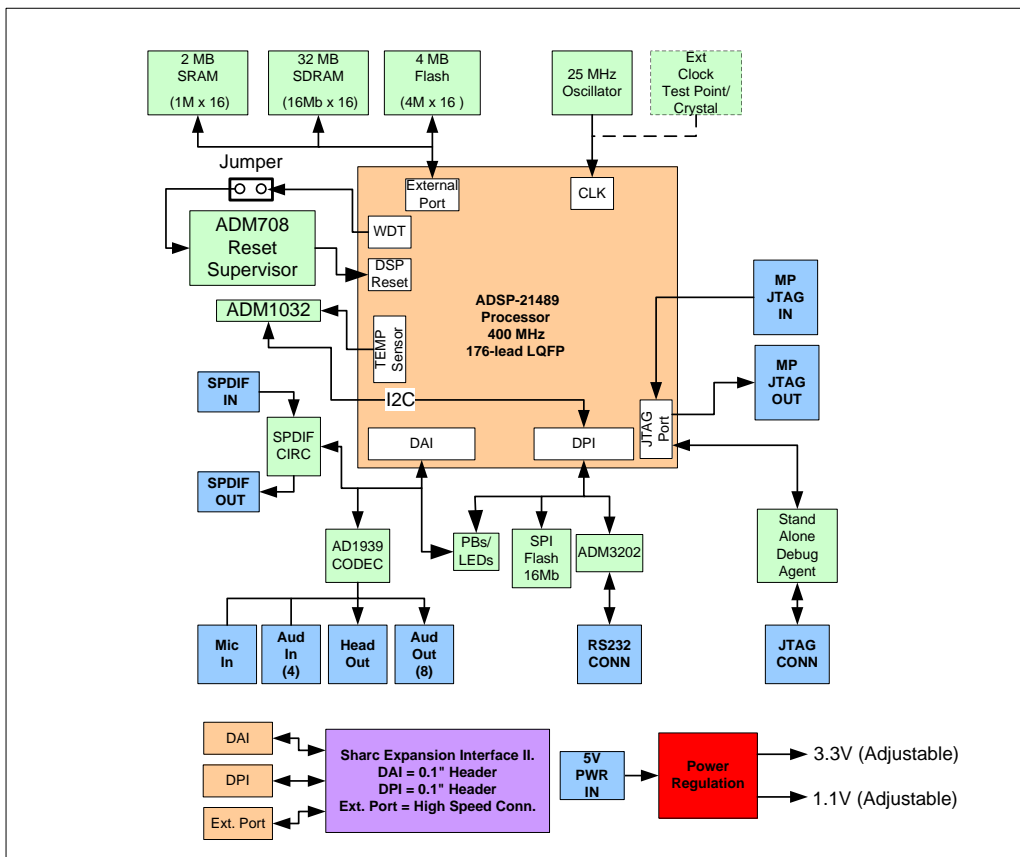 2 MB
SRAM
(1M x 16)
32 MB
SDRAM
(16Mb x 16)
4 MB
Flash
(4M x 16 )
25 MHz
Oscillator
Ext
Clock
Test Point/
Crystal
Jumper
External
Port
CLK
WDT
ADM708
Reset
Supervisor
DSP
Reset
ADM1032
TEMP
Sensor
ADSP-21489
Processor
400 MHz
176-lead LQFP
MP
JTAG
IN
MP
JTAG
OUT
SPDIF
IN
I2C
JTAG
Port
SPDIF
CIRC
DAI
DPI
SPDIF
OUT
AD1939
CODEC
PBs/
LEDs
SPI
Flash
16Mb
ADM3202
Stand
Alone
Debug
Agent
Mic
In
Aud
In
(4)
Head
Out
Aud
Out
(8)
RS232
CONN
JTAG
CONN
DAI
DPI
Ext. Port
Sharc Expansion Interface II.
DAI = 0.1" Header
DPI = 0.1" Header
Ext. Port = High Speed Conn.
5V
PWR
IN
Power
Regulation
3.3V (Adjustable)
1.1V (Adjustable)